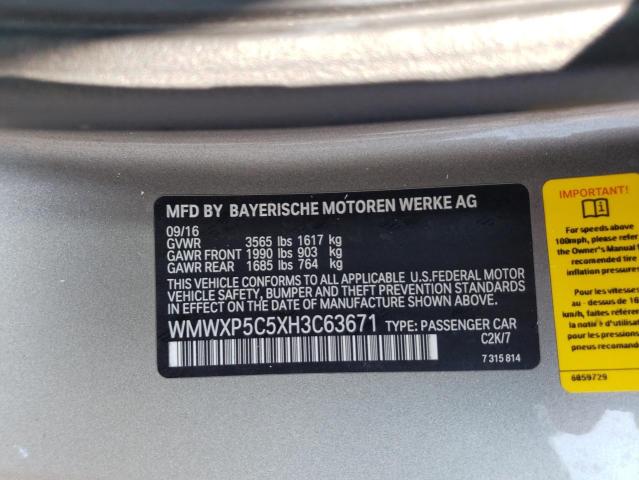 MFD BY BAYERISCHE MOTOREN WERKE AG
09/16
GVWR 3565 lbs 1617 kg
GAWR FRONT 1990 lbs 903 kg
GAWR REAR 1685 lbs 764 kg
THIS VEHICLE CONFORMS TO ALL APPLICABLE U.S.FEDERAL MOTOR
VEHICLE SAFETY, BUMPER AND THEFT PREVENTION STANDARDS
IN EFFECT ON THE DATE OF MANUFACTURE SHOWN ABOVE.
WMWXP5C5XH3C63671 TYPE: PASSENGER CAR
C2K/7
7 315 814
IMPORTANT!
For speeds above
100mph, please refer
the Owner's Manual f
recomended tire
inflation pressures
Pour les vitesses
au - dessus de 16
km/h, faites référen
la notice d'utilisat
pour les pressions
pneus recomandé
6859729